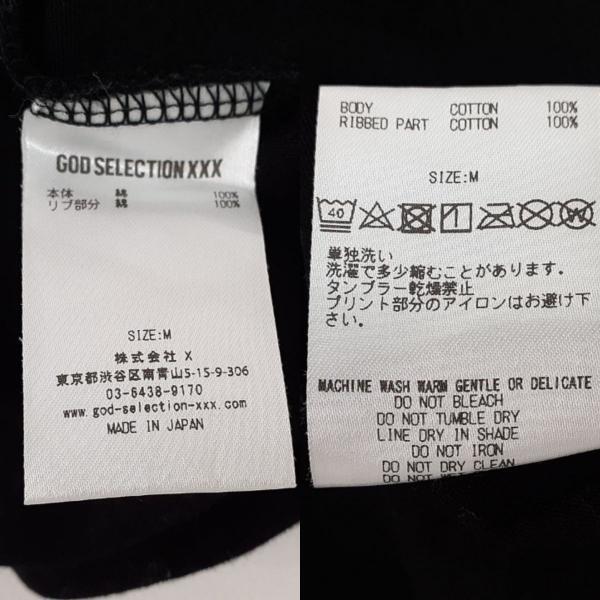 GOD SELECTION XXX
本体 綿 100%
リブ部分 綿 100%
SIZE:M
株式会社 X
東京都渋谷区南青山5-15-9-306
03-6438-9170
www.god-selection-xxx.com
MADE IN JAPAN
BODY COTTON 100%
RIBBED PART COTTON 100%
SIZE:M
40
単独洗い
洗濯で多少縮むことがあります。
タンブラー乾燥禁止
プリント部分のアイロンはお避け下
さい。
MACHINE WASH WARM GENTLE OR DELICATE
DO NOT BLEACH
DO NOT TUMBLE DRY
LINE DRY IN SHADE
DO NOT IRON
DO NOT DRY CLEAN
DO NOT WET CLEAN